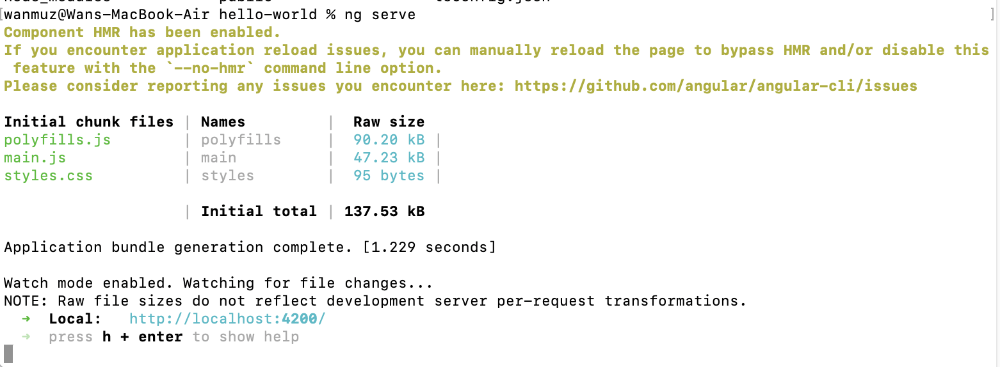 [wanmuz@Wans-MacBook-Air hello-world % ng serve ]
Component HMR has been enabled.
If you encounter application reload issues, you can manually reload the page to bypass HMR and/or disable this
 feature with the `--no-hmr` command line option.
Please consider reporting any issues you encounter here: https://github.com/angular/angular-cli/issues
Initial chunk files | Names         |  Raw size
polyfills.js        | polyfills     |  90.20 kB |
main.js             | main          |  47.23 kB |
styles.css          | styles        |  95 bytes |
                    | Initial total | 137.53 kB
Application bundle generation complete. [1.229 seconds]
Watch mode enabled. Watching for file changes...
NOTE: Raw file sizes do not reflect development server per-request transformations.
  ➜  Local:   http://localhost:4200/
  ➜  press h + enter to show help